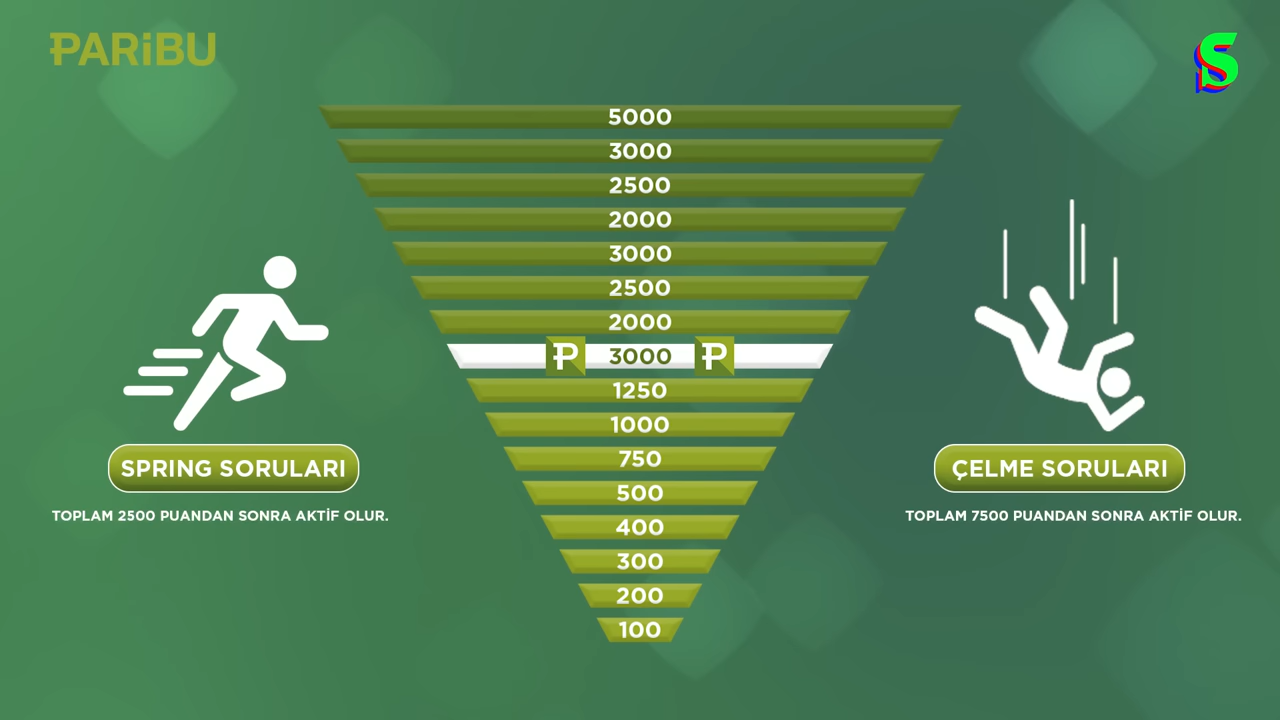 PARiBU
S
5000
3000
2500
2000
3000
2500
2000
3000
1250
1000
750
500
400
300
200
100
SPRING SORULARI
TOPLAM 2500 PUANDAN SONRA AKTİF OLUR.
ÇELME SORULARI
TOPLAM 7500 PUANDAN SONRA AKTİF OLUR.